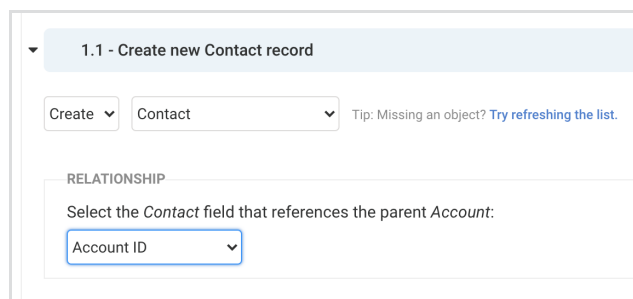 1.1 - Create new Contact record
Create Contact Tip: Missing an object? Try refreshing the list.
RELATIONSHIP
Select the Contact field that references the parent Account:
Account ID